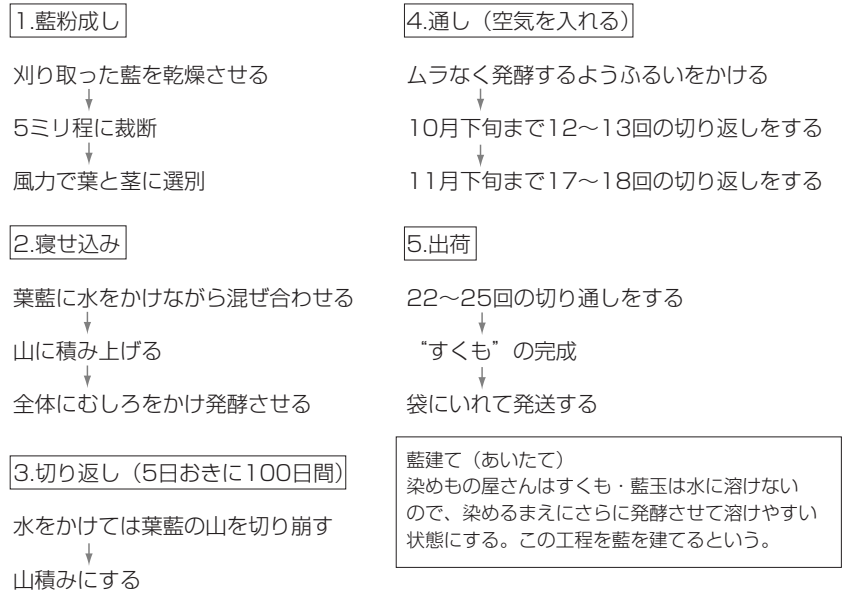 1.藍粉成し
刈り取った藍を乾燥させる
5ミリ程に裁断
風力で葉と茎に選別
2.寝せ込み
葉藍に水をかけながら混ぜ合わせる
山に積み上げる
全体にむしろをかけ発酵させる
3.切り返し（5日おきに100日間）
水をかけては葉藍の山を切り崩す
山積みにする
4.通し（空気を入れる）
ムラなく発酵するようふるいをかける
10月下旬まで12〜13回の切り返しをする
11月下旬まで17〜18回の切り返しをする
5.出荷
22〜25回の切り通しをする
“すくも”の完成
袋にいれて発送する
藍建て（あいたて）
染めもの屋さんはすくも・藍玉は水に溶けない
ので、染めるまえにさらに発酵させて溶けやすい
状態にする。この工程を藍を建てるという。